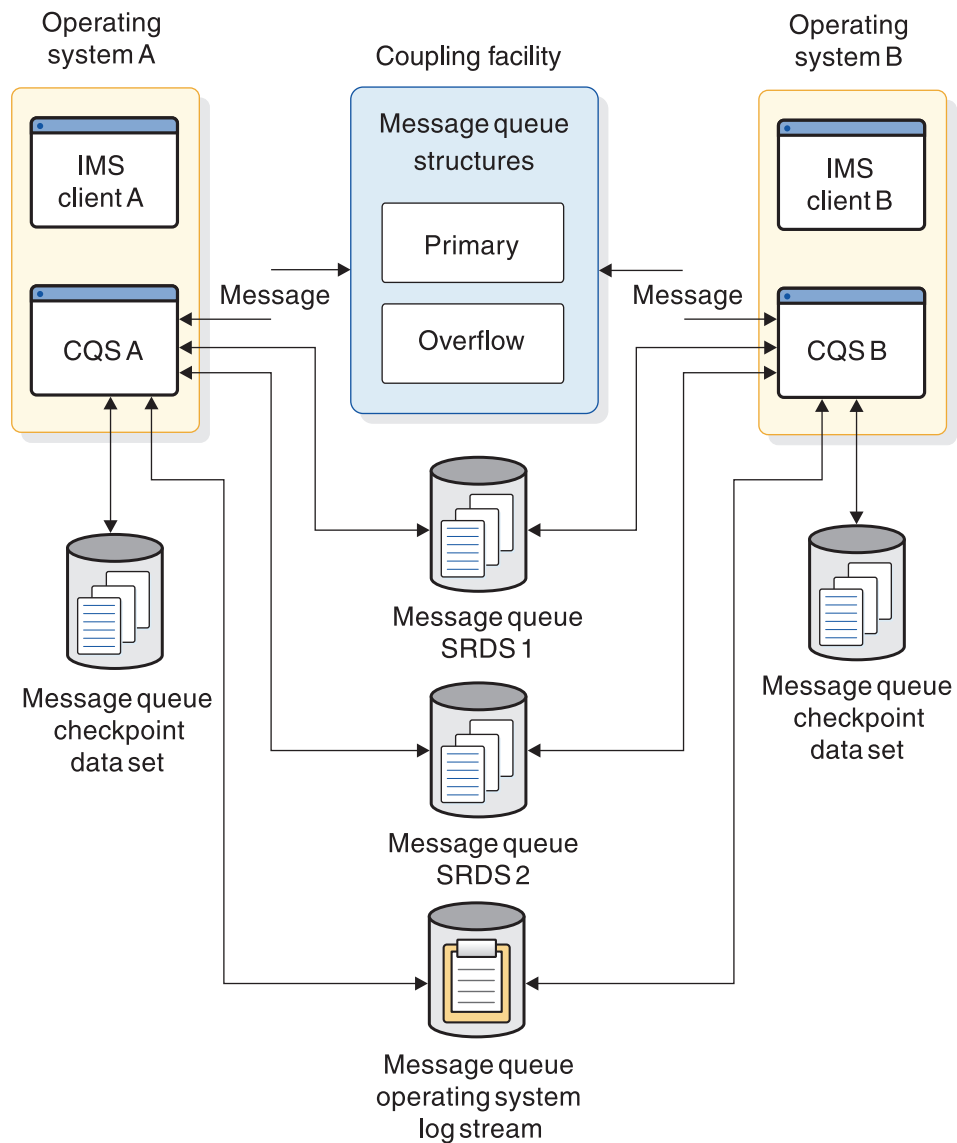 Operating
system A
Coupling facility
Operating
system B
IMS
client A
Message queue
structures
Primary
Overflow
IMS
client B
Message
Message
CQS A
CQS B
Message queue
SRDS 1
Message queue
checkpoint
data set
Message queue
checkpoint
data set
Message queue
SRDS 2
Message queue
operating system
log stream